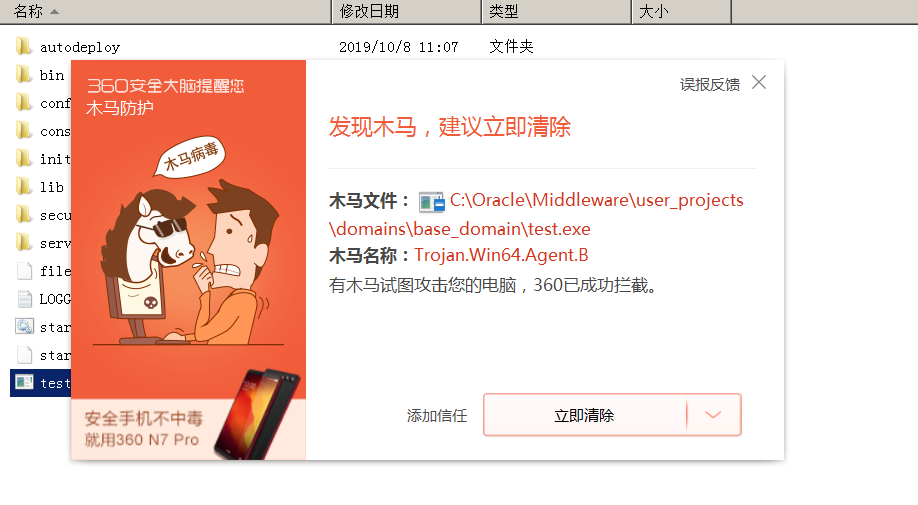 名称 修改日期 类型 大小
autodeploy 2019/10/8 11:07 文件夹
bin
conf
cons
init
lib
secu
serv
file
LOGG
star
star
test
360安全大脑提醒您
木马防护
木马病毒
安全手机不中毒
就用360 N7 Pro
误报反馈
发现木马，建议立即清除
木马文件： C:\Oracle\Middleware\user_projects
\domains\base_domain\test.exe
木马名称：Trojan.Win64.Agent.B
有木马试图攻击您的电脑，360已成功拦截。
添加信任 立即清除